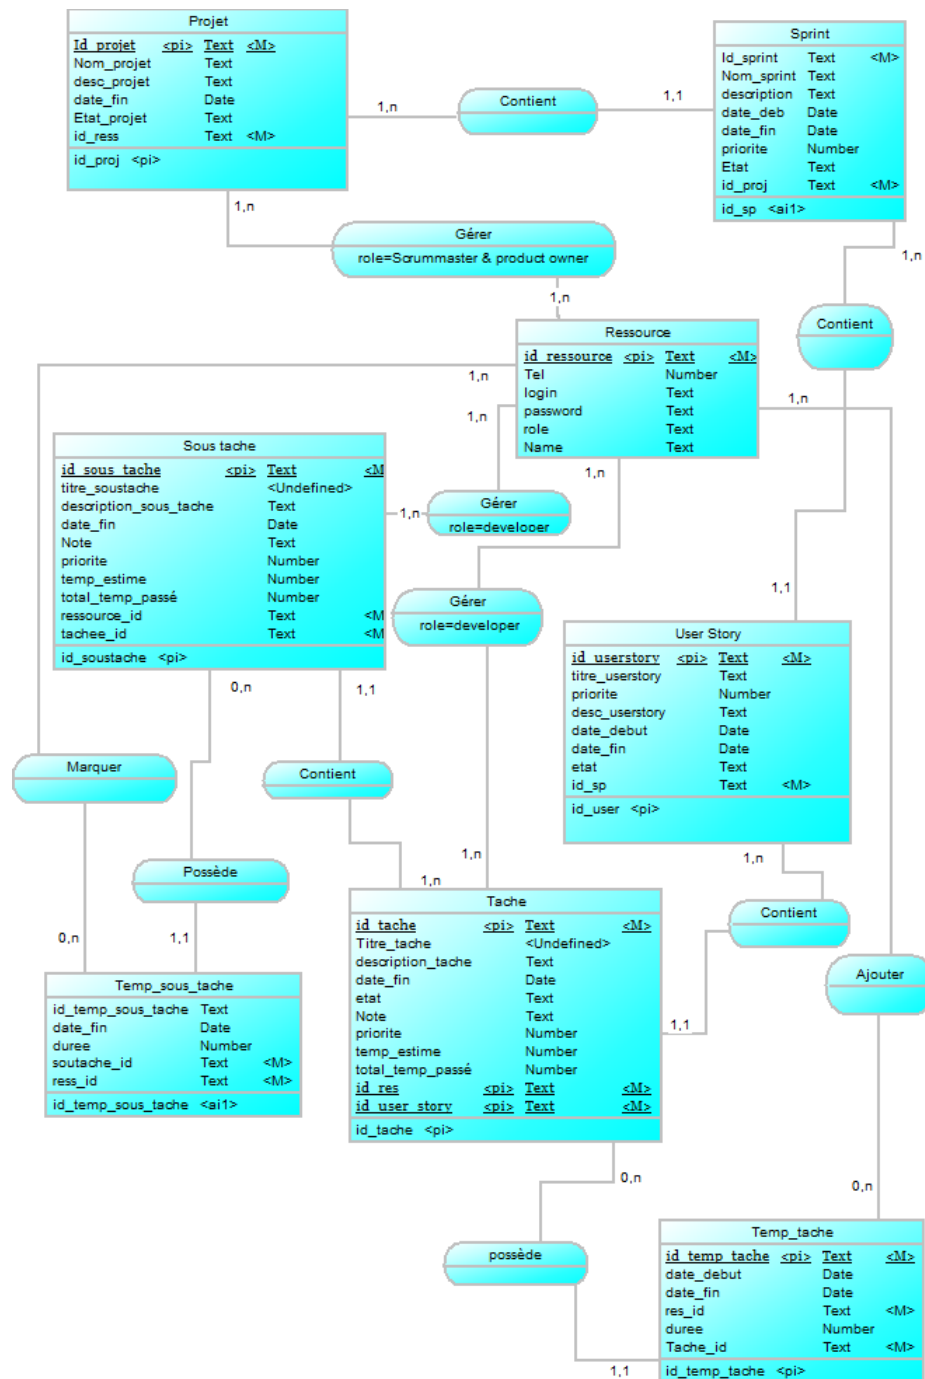 Projet
Id_projet <pi> Text <M>
Nom_projet Text
desc_projet Text
date_fin Date
Etat_projet Text
id_ress Text <M>
id_proj <pi>
1,n
Contient
1,1
Sprint
Id_sprint Text <M>
Nom_sprint Text
description Text
date_deb Date
date_fin Date
priorite Number
Etat Text
id_proj Text <M>
id_sp <ai1>
1,n
Gérer
role=Scrummaster & product owner
1,n
1,n
Contient
1,1
Ressource
id_ressource <pi> Text <M>
Tel Number
login Text
password Text
role Text
Name Text
1,n
1,n
1,n
1,n
Sous tache
id_sous_tache <pi> Text <M
titre_soustache <Undefined>
description_sous_tache Text
date_fin Date
Note Text
priorite Number
temp_estime Number
total_temp_passé Number
ressource_id Text <M
tachee_id Text <M
id_soustache <pi>
1,n
Gérer
role=developer
Gérer
role=developer
User Story
id_userstory <pi> Text <M>
titre_userstory Text
priorite Number
desc_userstory Text
date_debut Date
date_fin Date
etat Text
id_sp Text <M>
id_user <pi>
0,n
1,1
Marquer
Contient
Possède
1,n
1,n
1,n
Contient
Tache
id_tache <pi> Text <M>
Titre_tache <Undefined>
description_tache Text
date_fin Date
etat Text
Note Text
priorite Number
temp_estime Number
total_temp_passé Number
id_res <pi> Text <M>
id_user_story <pi> Text <M>
id_tache <pi>
0,n
1,1
Temp_sous_tache
id_temp_sous_tache Text
date_fin Date
duree Number
soutache_id Text <M>
ress_id Text <M>
id_temp_sous_tache <ai1>
1,1
Ajouter
0,n
0,n
possède
1,1
Temp_tache
id_temp_tache <pi> Text <M>
date_debut Date
date_fin Date
res_id Text <M>
duree Number
Tache_id Text <M>
id_temp_tache <pi>